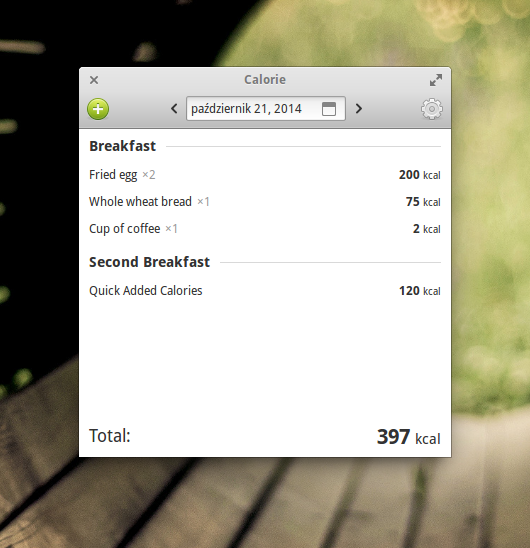 Calorie
październik 21, 2014
Breakfast
Fried egg ×2 200 kcal
Whole wheat bread ×1 75 kcal
Cup of coffee ×1 2 kcal
Second Breakfast
Quick Added Calories 120 kcal
Total: 397 kcal